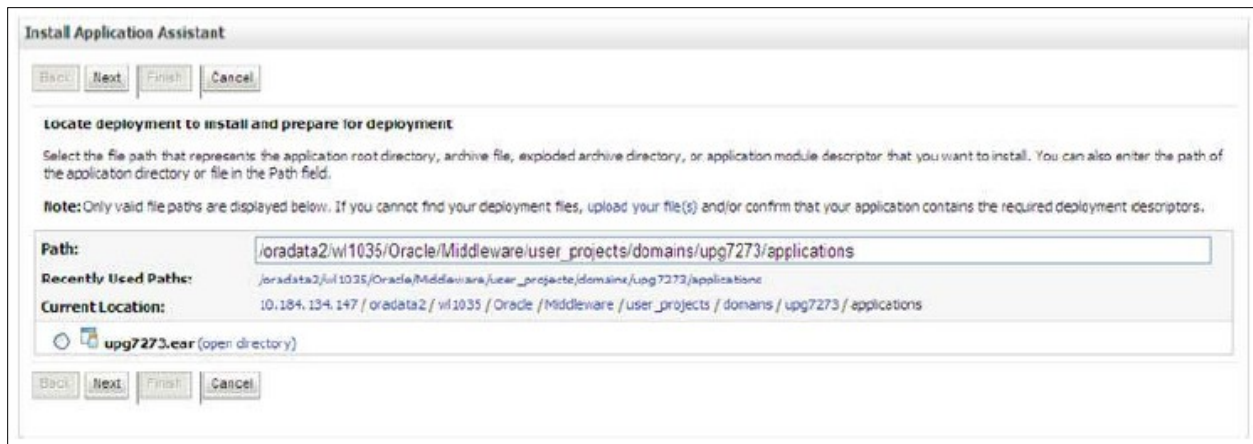 Install Application Assistant
Back Next Finish Cancel
Locate deployment to install and prepare for deployment
Select the file path that represents the application root directory, archive file, exploded archive directory, or application module descriptor that you want to install. You can also enter the path of
the application directory or file in the Path field.
Note: Only valid file paths are displayed below. If you cannot find your deployment files, upload your file(s) and/or confirm that your application contains the required deployment descriptors.
Path: /oradata2/wl1035/Oracle/Middleware/user_projects/domains/upg7273/applications
Recently Used Paths: /oradata2/wl1035/Oracle/Middleware/user_projects/domains/upg7273/applications
Current Location: 10.184.134.147 / oradata2 / wl1035 / Oracle / Middleware / user_projects / domains / upg7273 / applications
upg7273.ear (open directory)
Back Next Finish Cancel